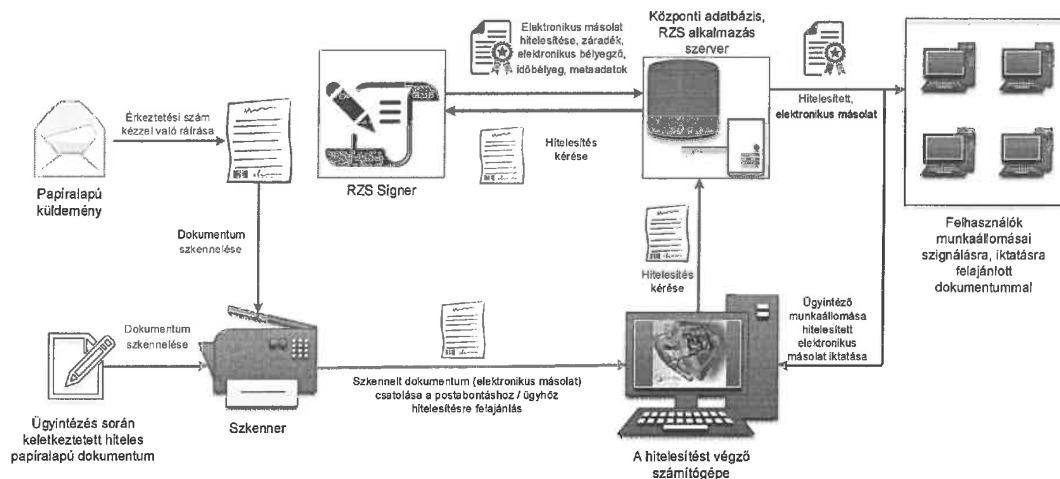 Elektronikus másolat
hitelesítése, záradék,
elektronikus bélyegző,
időbélyeg, metaadatok
Központi adatbázis,
RZS alkalmazás
szerver
Érkeztetési szám
kézzel való ráírása
Papíralapú
küldemény
RZS Signer
Hitelesítés
kérése
Hitelesített,
elektronikus másolat
Felhasználók
munkaállomásai
szignálásra, iktatásra
felajánlott
dokumentummal
Dokumentum
szkennelése
Hitelesítés
kérése
Ügyintéző
munkaállomása
hitelesített
elektronikus
másolat iktatása
Dokumentum
szkennelése
Szkennelt dokumentum (elektronikus másolat)
csatolása a postabontáshoz / ügyhöz
hitelesítésre felajánlás
Ügyintézés során
keletkeztetett hiteles
papíralapú dokumentum
Szkenner
A hitelesítést végző
számítógépe